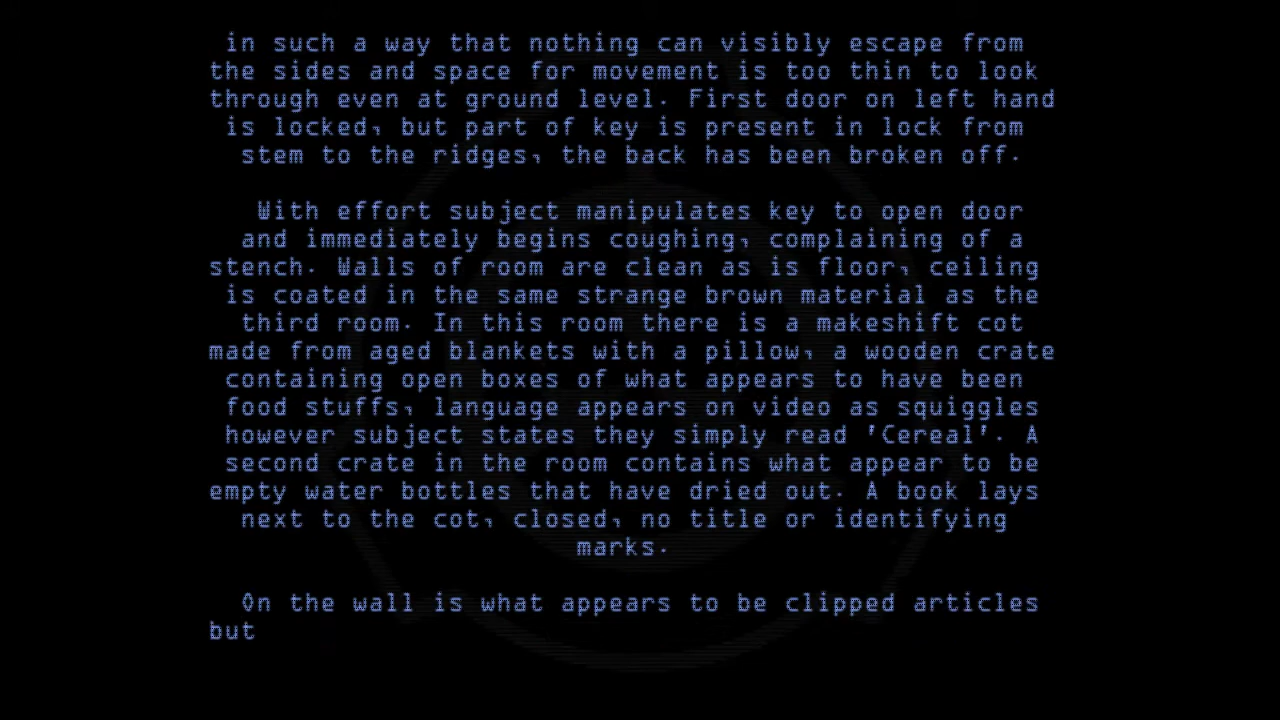 in such a way that nothing can visibly escape from
the sides and space for movement is too thin to look
through even at ground level. First door on left hand
is locked, but part of key is present in lock from
stem to the ridges, the back has been broken off.
With effort subject manipulates key to open door
and immediately begins coughing, complaining of a
stench. Walls of room are clean as is floor, ceiling
is coated in the same strange brown material as the
third room. In this room there is a makeshift cot
made from aged blankets with a pillow, a wooden crate
containing open boxes of what appears to have been
food stuffs, language appears on video as squiggles
however subject states they simply read 'Cereal'. A
second crate in the room contains what appear to be
empty water bottles that have dried out. A book lays
next to the cot, closed, no title or identifying
marks.
On the wall is what appears to be clipped articles
but